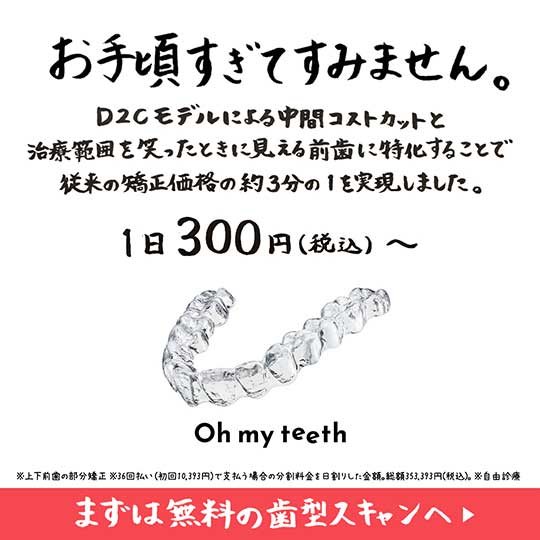 お手頃すぎてすみません。
D2Cモデルによる中間コストカットと
治療範囲を笑ったときに見える前歯に特化することで
従来の矯正価格の約3分の1を実現しました。
1日300円(税込)〜
Oh my teeth
※上下前歯の部分矯正 ※36回払い(初回10,393円)で支払う場合の分割料金を日割りした金額。総額353,393円(税込)。※自由診療
まずは無料の歯型スキャンへ▶